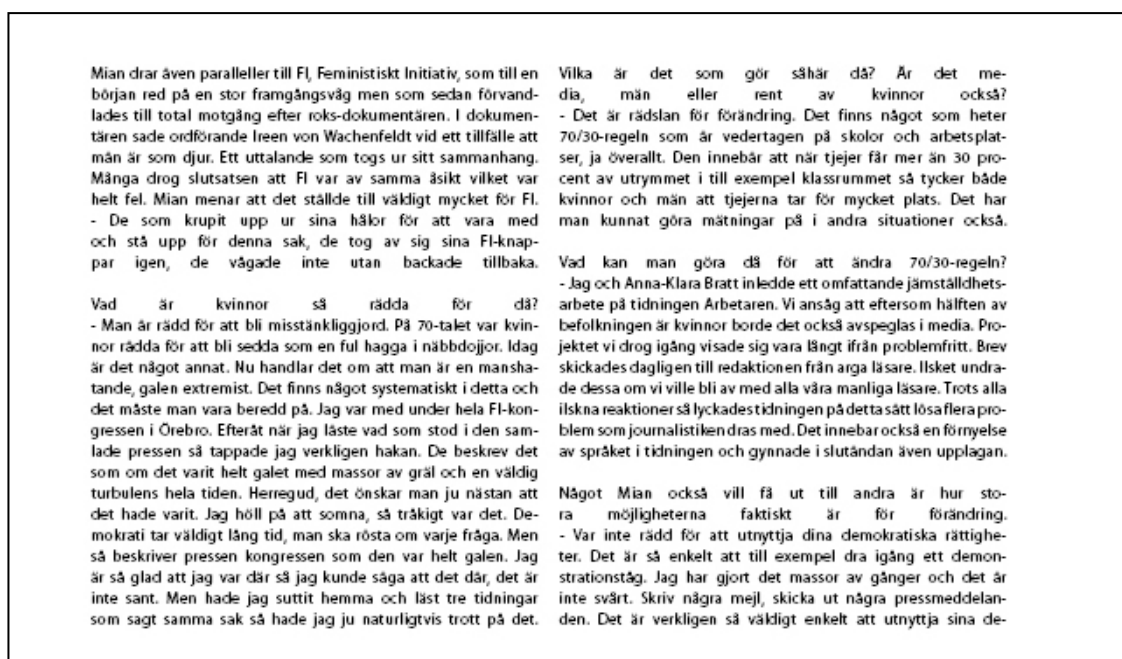 Mian drar även paralleller till FI, Feministiskt Initiativ, som till en
början red på en stor framgångsvåg men som sedan förvand-
lades till total motgång efter roks-dokumentären. I dokumen-
tären sade ordförande Ireen von Wachenfeldt vid ett tillfälle att
män är som djur. Ett uttalande som togs ur sitt sammanhang.
Många drog slutsatsen att FI var av samma åsikt vilket var
helt fel. Mian menar att det ställde till väldigt mycket för FI.
- De som krupit upp ur sina hålor för att vara med
och stå upp för denna sak, de tog av sig sina FI-knap-
par igen, de vågade inte utan backade tillbaka.

Vad är kvinnor så rädda för då?
- Man är rädd för att bli misstänkliggjord. På 70-talet var kvin-
nor rädda för att bli sedda som en ful hagga i näbbdojjor. Idag
är det något annat. Nu handlar det om att man är en mansha-
tande, galen extremist. Det finns något systematiskt i detta och
det måste man vara beredd på. Jag var med under hela FI-kon-
gressen i Örebro. Efteråt när jag läste vad som stod i den sam-
lade pressen så tappade jag verkligen hakan. De beskrev det
som om det varit helt galet med massor av gräl och en väldig
turbulens hela tiden. Herregud, det önskar man ju nästan att
det hade varit. Jag höll på att somna, så tråkigt var det. De-
mokrati tar väldigt lång tid, man ska rösta om varje fråga. Men
så beskriver pressen kongressen som den var helt galen. Jag
är så glad att jag var där så jag kunde säga att det där, det är
inte sant. Men hade jag suttit hemma och läst tre tidningar
som sagt samma sak så hade jag ju naturligtvis trott på det.

Vilka är det som gör såhär då? Är det me-
dia, män eller rent av kvinnor också?
- Det är rädslan för förändring. Det finns något som heter
70/30-regeln som är vedertagen på skolor och arbetsplat-
ser, ja överallt. Den innebär att när tjejer får mer än 30 pro-
cent av utrymmet i till exempel klassrummet så tycker både
kvinnor och män att tjejerna tar för mycket plats. Det har
man kunnat göra mätningar på i andra situationer också.

Vad kan man göra då för att ändra 70/30-regeln?
- Jag och Anna-Klara Bratt inledde ett omfattande jämställdhets-
arbete på tidningen Arbetaren. Vi ansåg att eftersom hälften av
befolkningen är kvinnor borde det också avspeglas i media. Pro-
jektet vi drog igång visade sig vara långt ifrån problemfritt. Brev
skickades dagligen till redaktionen från arga läsare. Ilsket undra-
de dessa om vi ville bli av med alla våra manliga läsare. Trots alla
ilskna reaktioner så lyckades tidningen på detta sätt lösa flera pro-
blem som journalistiken dras med. Det innebar också en förnyelse
av språket i tidningen och gynnade i slutändan även upplagan.

Något Mian också vill få ut till andra är hur sto-
ra möjligheterna faktiskt är för förändring.
- Var inte rädd för att utnyttja dina demokratiska rättighe-
ter. Det är så enkelt att till exempel dra igång ett demon-
strationståg. Jag har gjort det massor av gånger och det är
inte svårt. Skriv några mejl, skicka ut några pressmeddelan-
den. Det är verkligen så väldigt enkelt att utnyttja sina de-